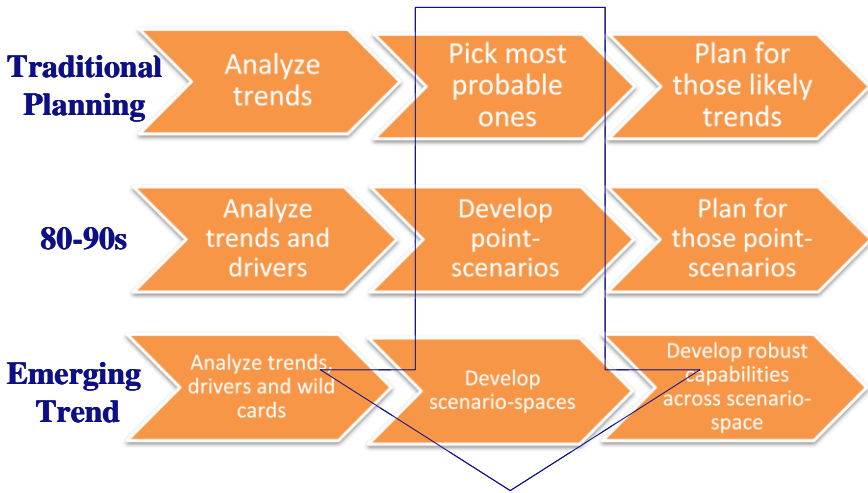 Traditional
Planning
Analyze
trends
Pick most
probable
ones
Plan for
those likely
trends
80-90s
Analyze
trends and
drivers
Develop
point-
scenarios
Plan for
those point-
scenarios
Emerging
Trend
Analyze trends,
drivers and wild
cards
Develop
scenario-spaces
Develop robust
capabilities
across scenario-
space